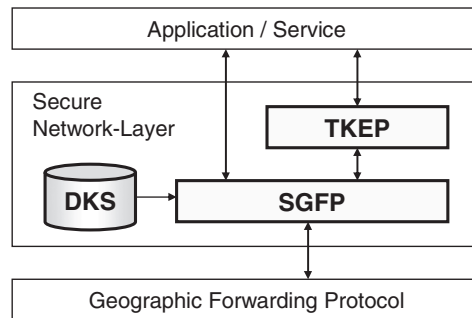 Application / Service
Secure
Network-Layer
TKEP
DKS
SGFP
Geographic Forwarding Protocol